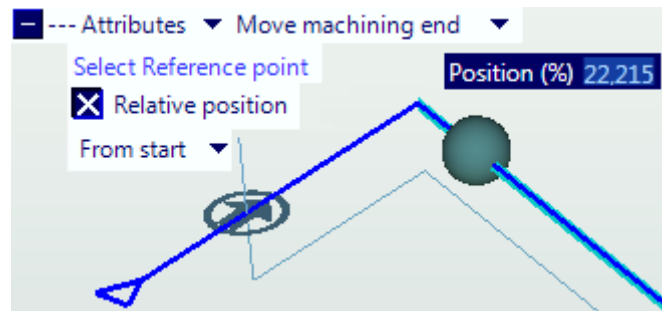 --- Attributes Move machining end
Select Reference point
Position (%) 22,215
Relative position
From start